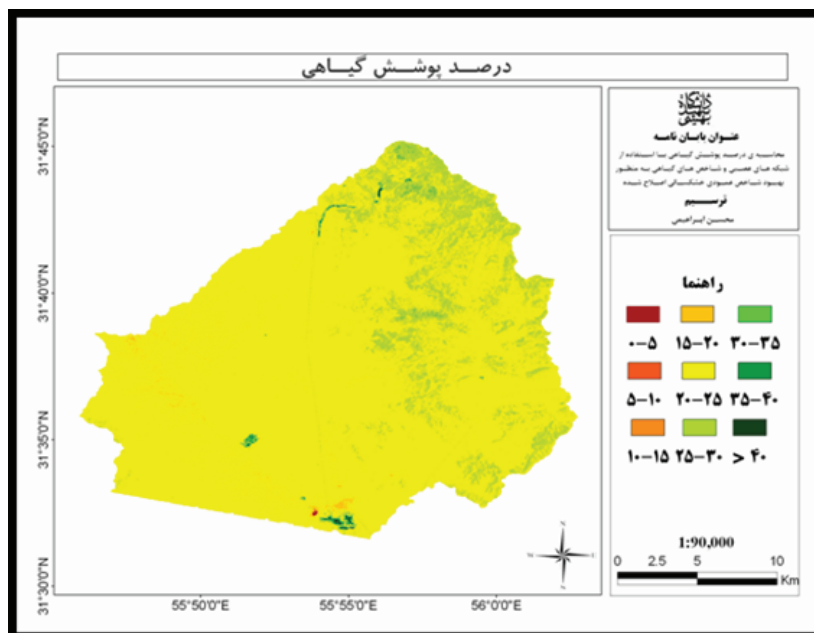 درصد پوشش گیاهی
دانشگاه شهید بهشتی
عنوان پایان نامه
محاسبه ی درصد پوشش گیاهی با استفاده از
شبکه های عصبی و شاخص های گیاهی به منظور
بهبود شاخص عمودی خشکسالی اصلاح شده
ترسیم
محسن ابراهیمی
راهنما
۰-۵ ۱۵-۲۰ ۳۰-۳۵
۵-۱۰ ۲۰-۲۵ ۳۵-۴۰
۱۰-۱۵ ۲۵-۳۰ > ۴۰
1:90,000
0 2.5 5 10
Km
31°45'0"N
31°40'0"N
31°35'0"N
31°30'0"N
55°50'0"E 55°55'0"E 56°0'0"E